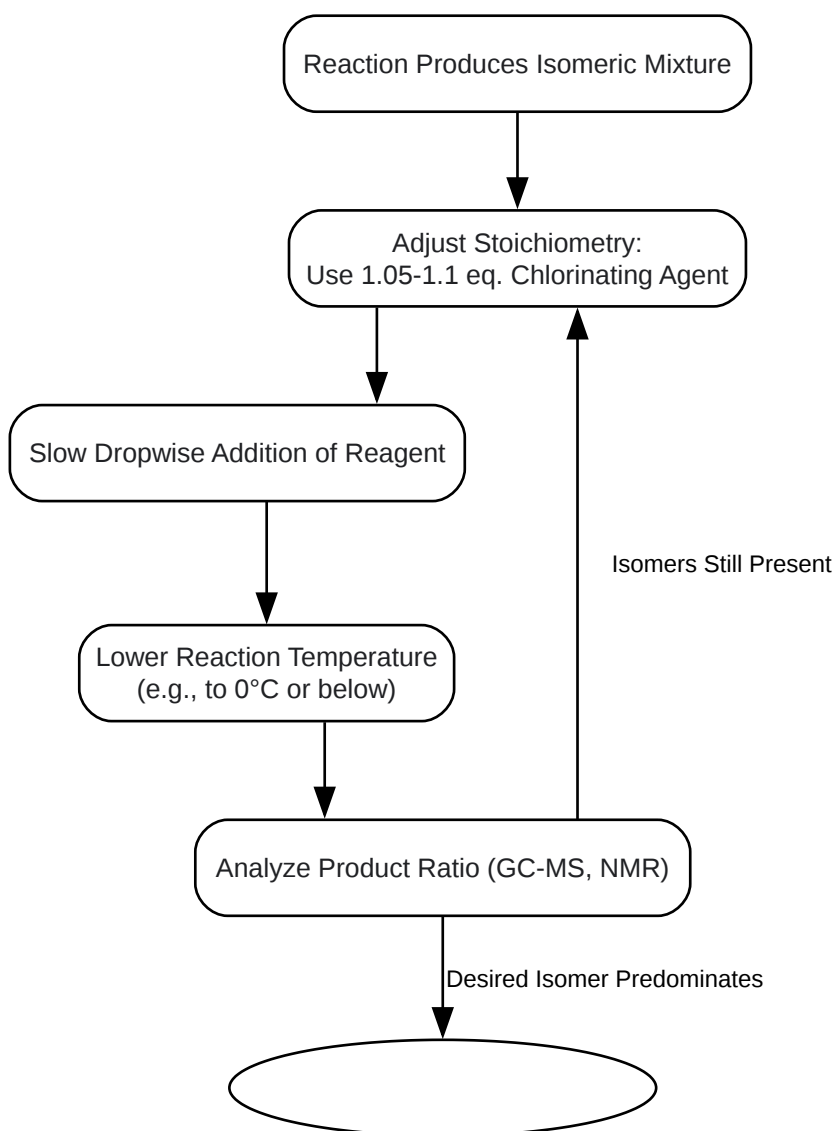 Reaction Produces Isomeric Mixture
Adjust Stoichiometry:
Use 1.05-1.1 eq. Chlorinating Agent
Slow Dropwise Addition of Reagent
Isomers Still Present
Lower Reaction Temperature
(e.g., to 0°C or below)
Analyze Product Ratio (GC-MS, NMR)
Desired Isomer Predominates